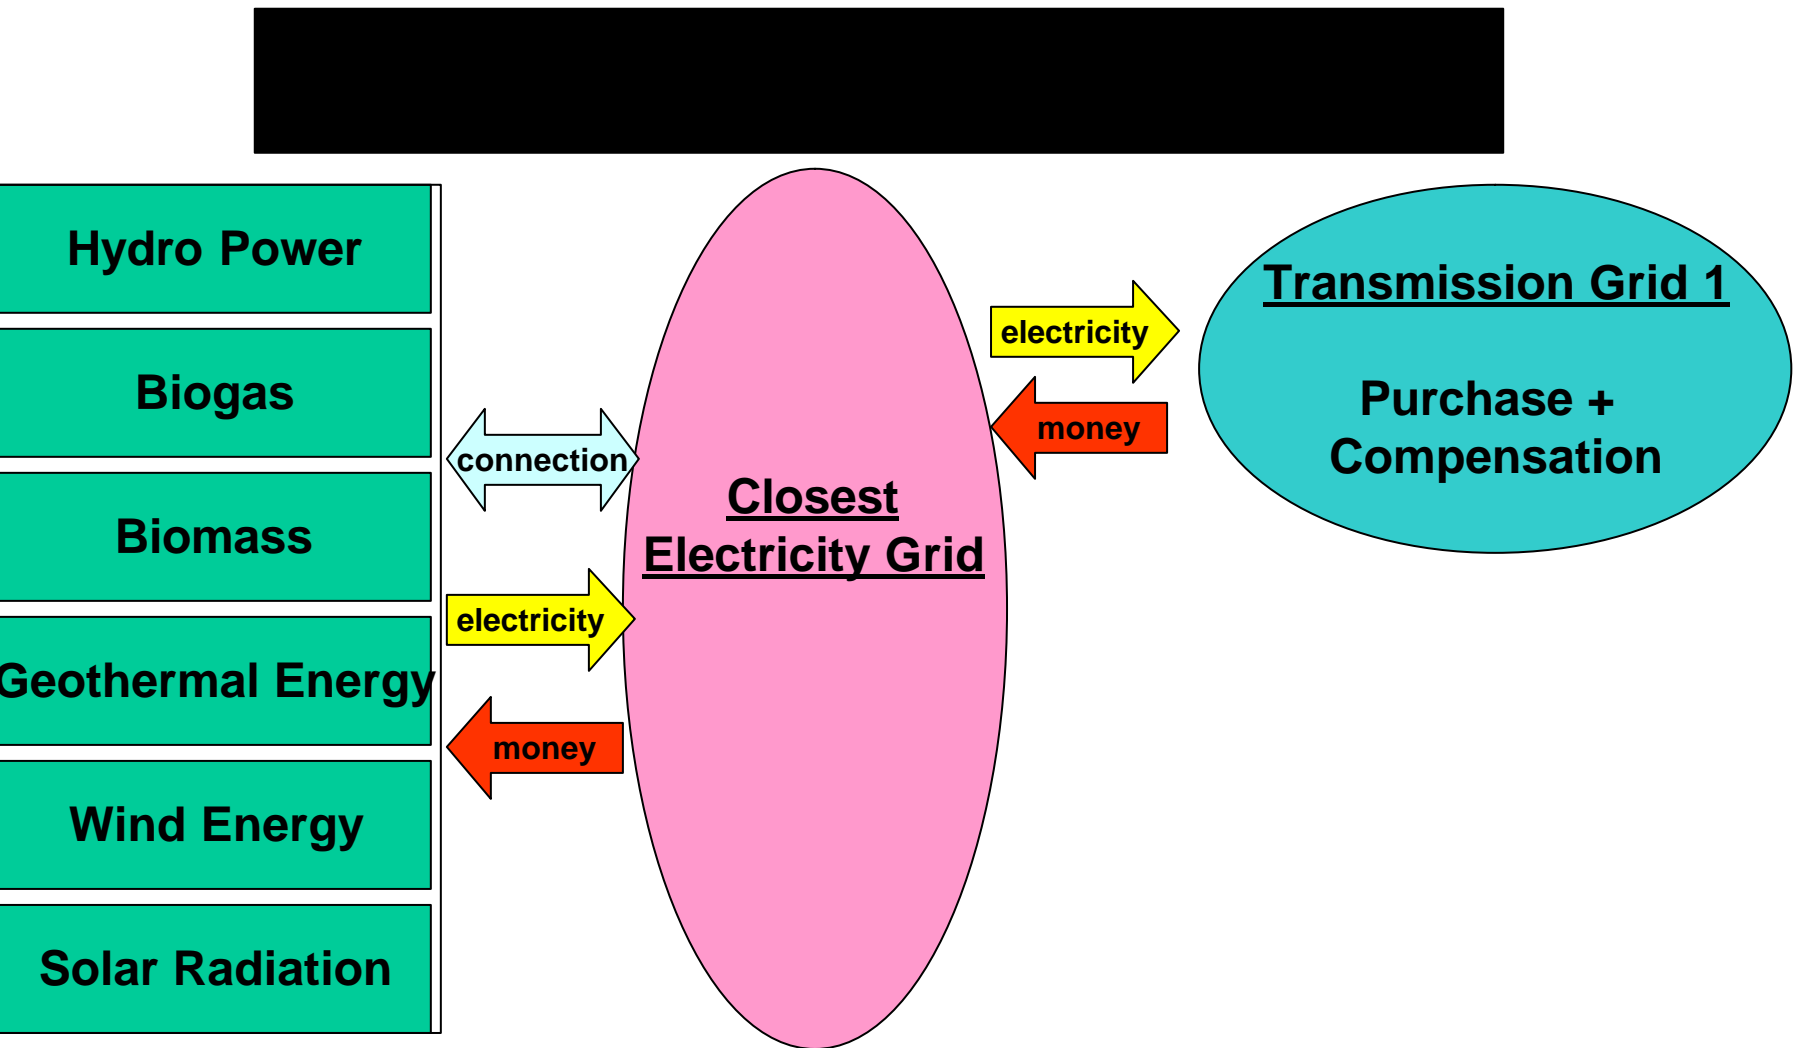 Hydro Power
Biogas
Biomass
Geothermal Energy
Wind Energy
Solar Radiation
connection
electricity
money
Closest
Electricity Grid
electricity
money
Transmission Grid 1
Purchase +
Compensation